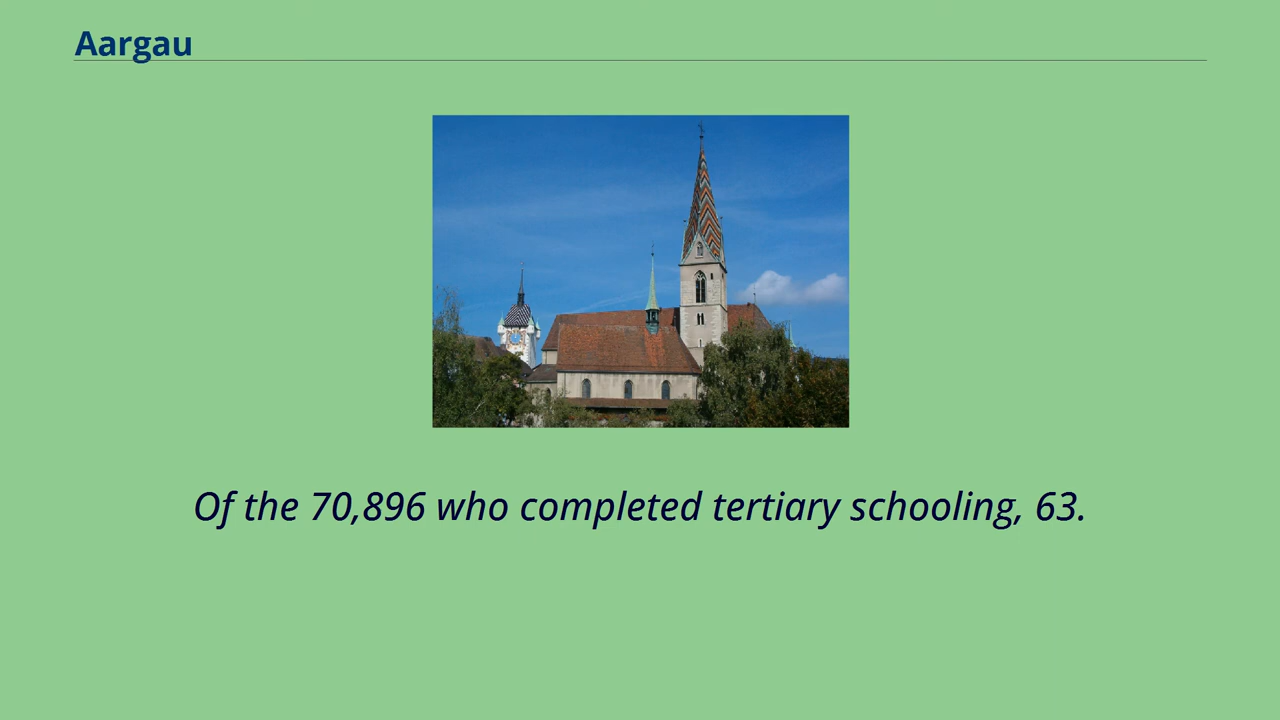 Aargau
Of the 70,896 who completed tertiary schooling, 63.